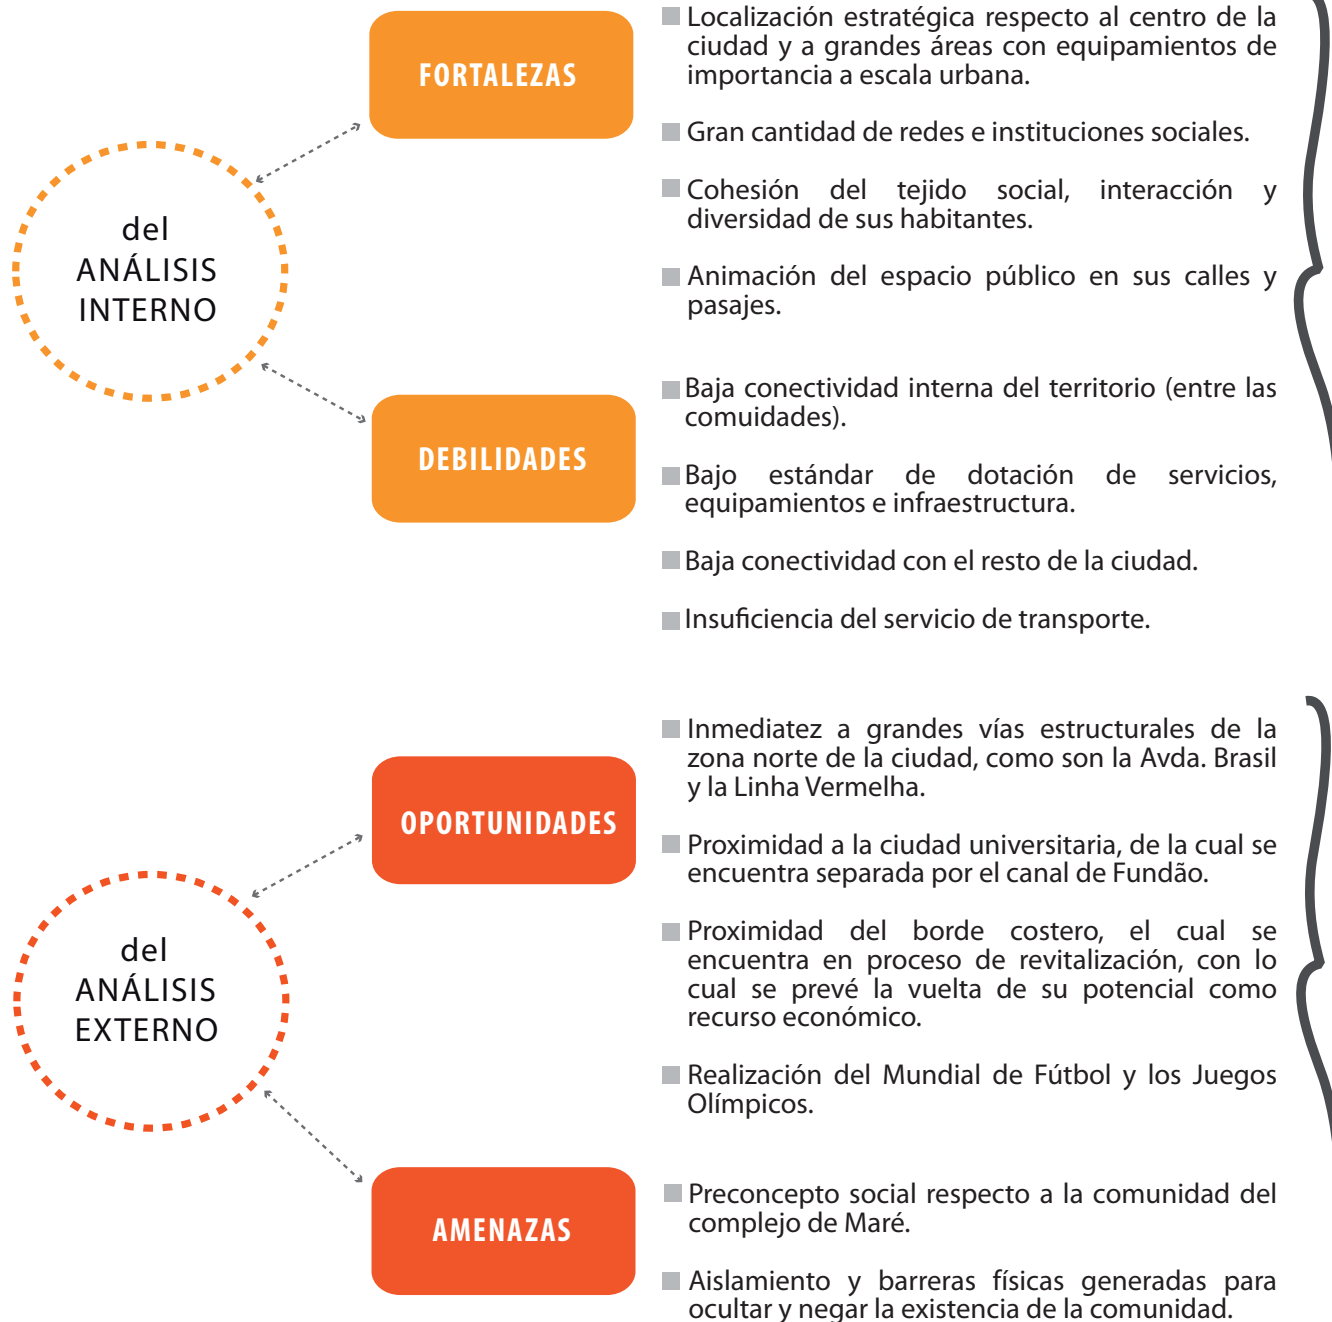 del
ANÁLISIS
INTERNO
FORTALEZAS
Localización estratégica respecto al centro de la
ciudad y a grandes áreas con equipamientos de
importancia a escala urbana.
Gran cantidad de redes e instituciones sociales.
Cohesión del tejido social, interacción y
diversidad de sus habitantes.
Animación del espacio público en sus calles y
pasajes.
DEBILIDADES
Baja conectividad interna del territorio (entre las
comuidades).
Bajo estándar de dotación de servicios,
equipamientos e infraestructura.
Baja conectividad con el resto de la ciudad.
Insuficiencia del servicio de transporte.
del
ANÁLISIS
EXTERNO
OPORTUNIDADES
Inmediatez a grandes vías estructurales de la
zona norte de la ciudad, como son la Avda. Brasil
y la Linha Vermelha.
Proximidad a la ciudad universitaria, de la cual se
encuentra separada por el canal de Fundão.
Proximidad del borde costero, el cual se
encuentra en proceso de revitalización, con lo
cual se prevé la vuelta de su potencial como
recurso económico.
Realización del Mundial de Fútbol y los Juegos
Olímpicos.
AMENAZAS
Preconcepto social respecto a la comunidad del
complejo de Maré.
Aislamiento y barreras físicas generadas para
ocultar y negar la existencia de la comunidad.